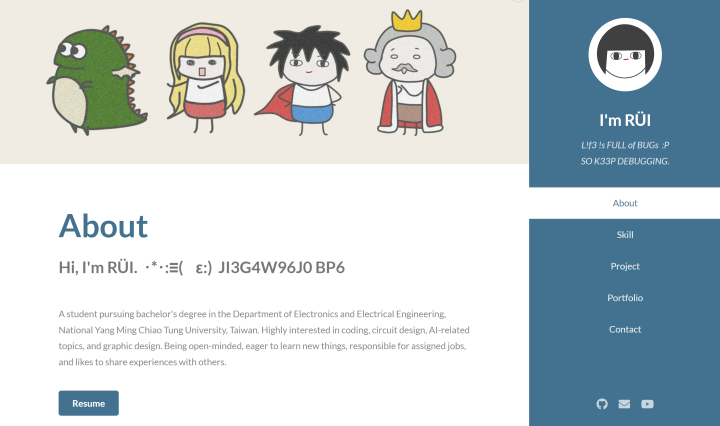 About
Hi, I'm RÜI. ･*･:≡( ε:) JI3G4W96J0 BP6
A student pursuing bachelor's degree in the Department of Electronics and Electrical Engineering,
National Yang Ming Chiao Tung University, Taiwan. Highly interested in coding, circuit design, AI-related
topics, and graphic design. Being open-minded, eager to learn new things, responsible for assigned jobs,
and likes to share experiences with others.
Resume
I'm RÜI
L!f3 !s FULL of BUGs :P
SO K33P DEBUGGING.
About
Skill
Project
Portfolio
Contact